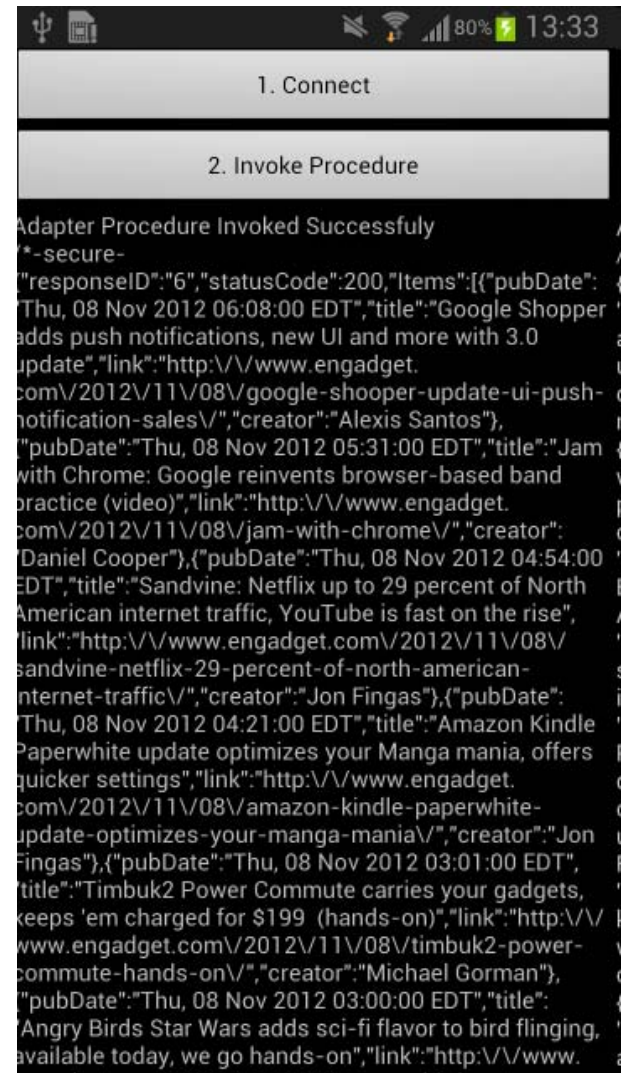 80% 13:33
1. Connect
2. Invoke Procedure
Adapter Procedure Invoked Successfuly
/*-secure-
{"responseID":"6","statusCode":200,"Items":[{"pubDate":
"Thu, 08 Nov 2012 06:08:00 EDT","title":"Google Shopper
adds push notifications, new UI and more with 3.0
update","link":"http:\/\/www.engadget.
com\/2012\/11\/08\/google-shooper-update-ui-push-
notification-sales\/","creator":"Alexis Santos"},
{"pubDate":"Thu, 08 Nov 2012 05:31:00 EDT","title":"Jam
with Chrome: Google reinvents browser-based band
practice (video)","link":"http:\/\/www.engadget.
com\/2012\/11\/08\/jam-with-chrome\/","creator":
"Daniel Cooper"},{"pubDate":"Thu, 08 Nov 2012 04:54:00
EDT","title":"Sandvine: Netflix up to 29 percent of North
American internet traffic, YouTube is fast on the rise",
"link":"http:\/\/www.engadget.com\/2012\/11\/08\/
sandvine-netflix-29-percent-of-north-american-
internet-traffic\/","creator":"Jon Fingas"},{"pubDate":
"Thu, 08 Nov 2012 04:21:00 EDT","title":"Amazon Kindle
Paperwhite update optimizes your Manga mania, offers
quicker settings","link":"http:\/\/www.engadget.
com\/2012\/11\/08\/amazon-kindle-paperwhite-
update-optimizes-your-manga-mania\/","creator":"Jon
Fingas"},{"pubDate":"Thu, 08 Nov 2012 03:01:00 EDT",
"title":"Timbuk2 Power Commute carries your gadgets,
keeps 'em charged for $199  (hands-on)","link":"http:\/\/
www.engadget.com\/2012\/11\/08\/timbuk2-power-
commute-hands-on\/","creator":"Michael Gorman"},
{"pubDate":"Thu, 08 Nov 2012 03:00:00 EDT","title":
"Angry Birds Star Wars adds sci-fi flavor to bird flinging,
available today, we go hands-on","link":"http:\/\/www.